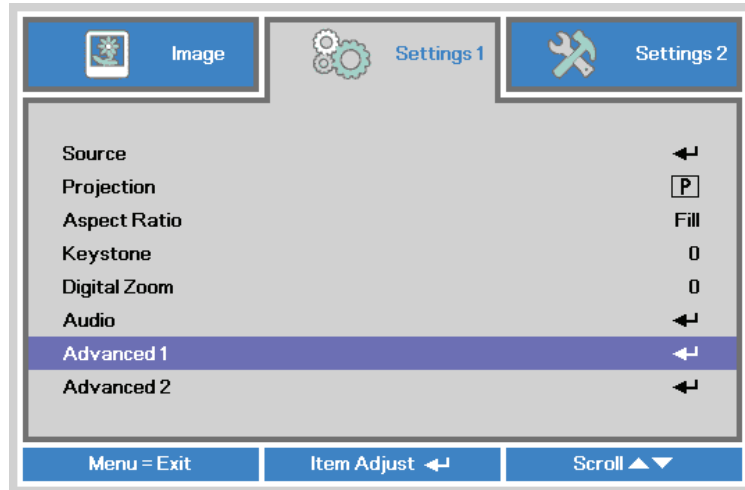 Image Settings 1 Settings 2
Source
Projection P
Aspect Ratio Fill
Keystone 0
Digital Zoom 0
Audio
Advanced 1
Advanced 2
Menu = Exit Item Adjust Scroll